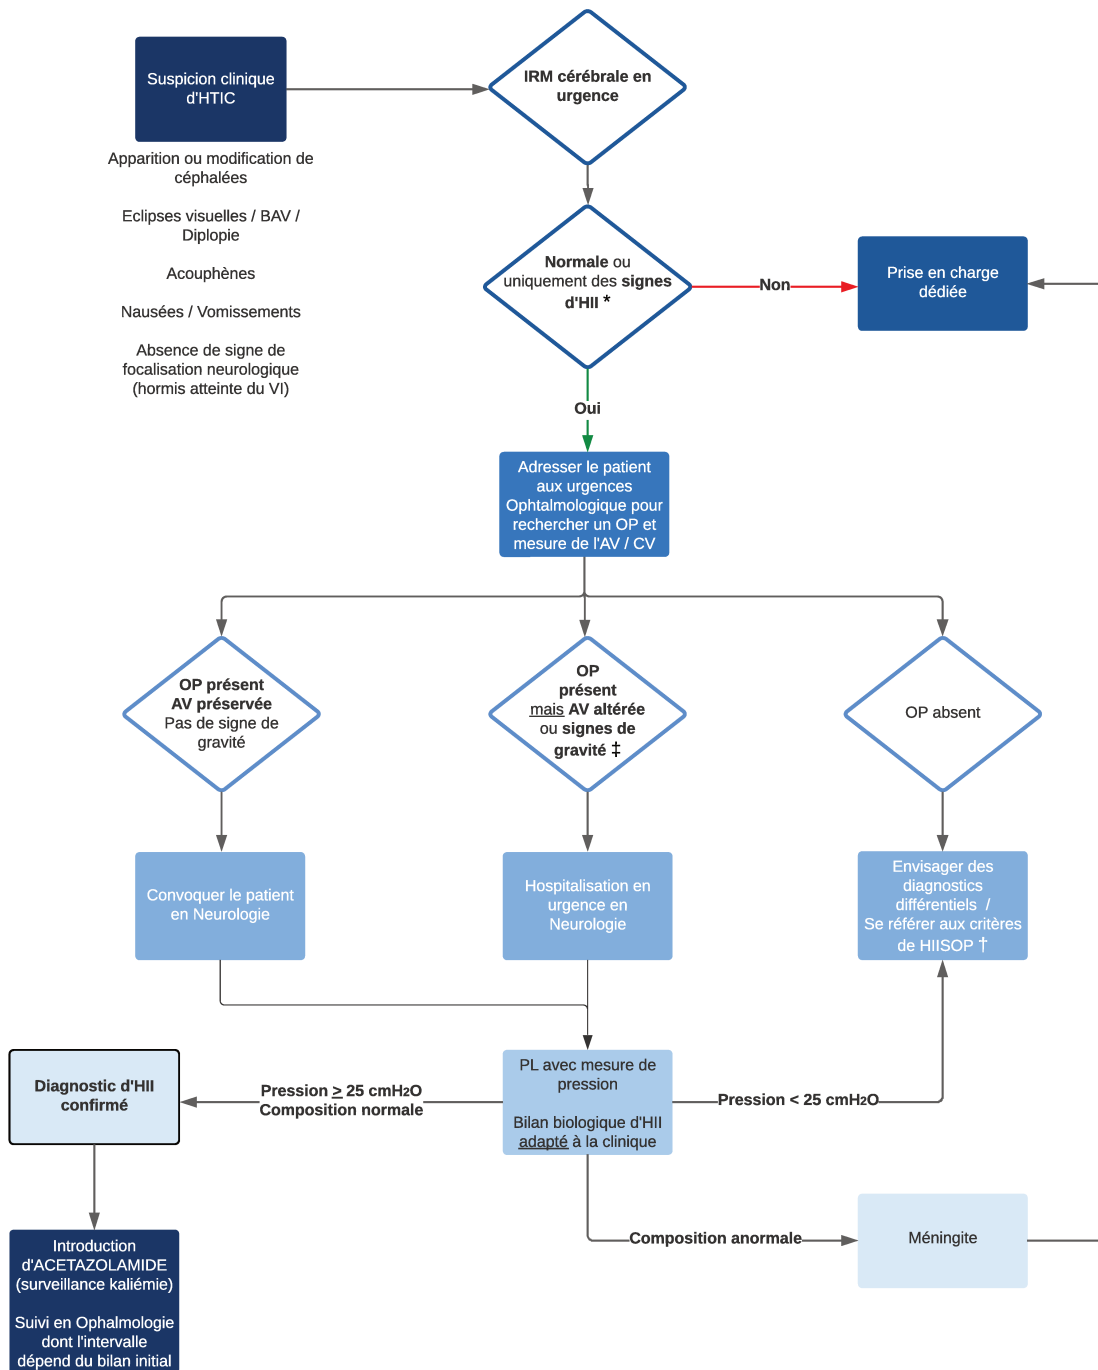 Suspicion clinique
d'HTIC
IRM cérébrale en
urgence
Apparition ou modification de
céphalées
Eclipses visuelles / BAV /
Diplopie
Acouphènes
Nausées / Vomissements
Absence de signe de
focalisation neurologique
(hormis atteinte du VI)
Normale ou
uniquement des signes
d'HII *
Non
Prise en charge
dédiée
Oui
Adresser le patient
aux urgences
Ophtalmologique pour
rechercher un OP et
mesure de l'AV / CV
OP présent
AV préservée
Pas de signe de
gravité
OP
présent
mais AV altérée
ou signes de
gravité ‡
OP absent
Convoquer le patient
en Neurologie
Hospitalisation en
urgence en
Neurologie
Envisager des
diagnostics
différentiels /
Se référer aux critères
de HIISOP †
Diagnostic d'HII
confirmé
Pression ≥ 25 cmH2O
Composition normale
PL avec mesure de
pression
Bilan biologique d'HII
adapté à la clinique
Pression < 25 cmH2O
Composition anormale
Méningite
Introduction
d'ACETAZOLAMIDE
(surveillance kaliémie)
Suivi en Ophalmologie
dont l'intervalle
dépend du bilan initial